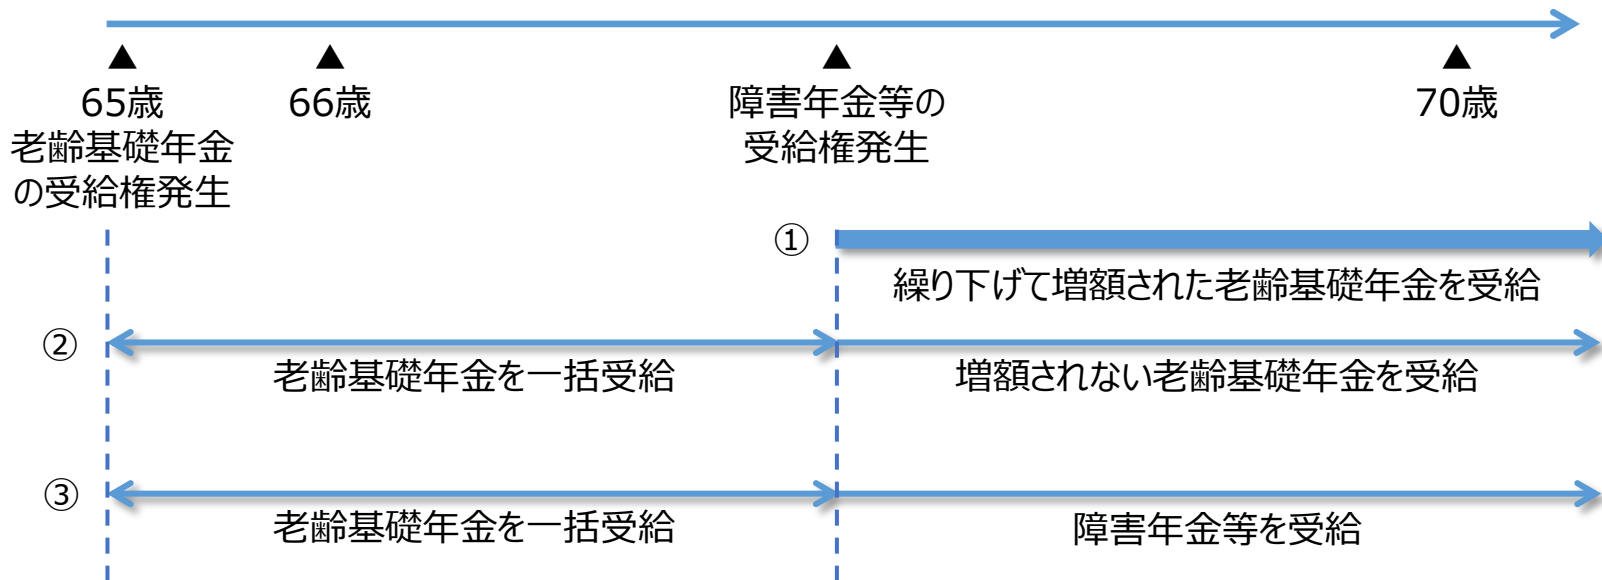 65歳
老齢基礎年金
の受給権発生
66歳
障害年金等の
受給権発生
70歳
①
繰り下げて増額された老齢基礎年金を受給
②
老齢基礎年金を一括受給
増額されない老齢基礎年金を受給
③
老齢基礎年金を一括受給
障害年金等を受給